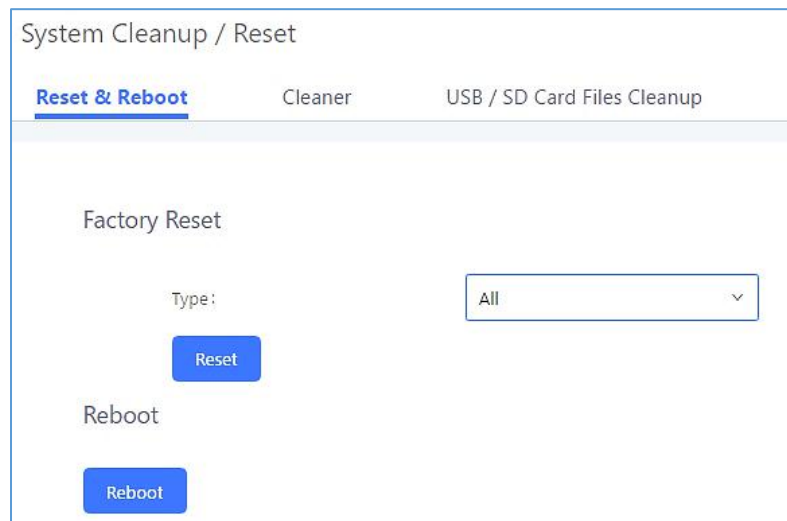 System Cleanup / Reset
Reset & Reboot Cleaner USB / SD Card Files Cleanup
Factory Reset
Type: All
Reset
Reboot
Reboot